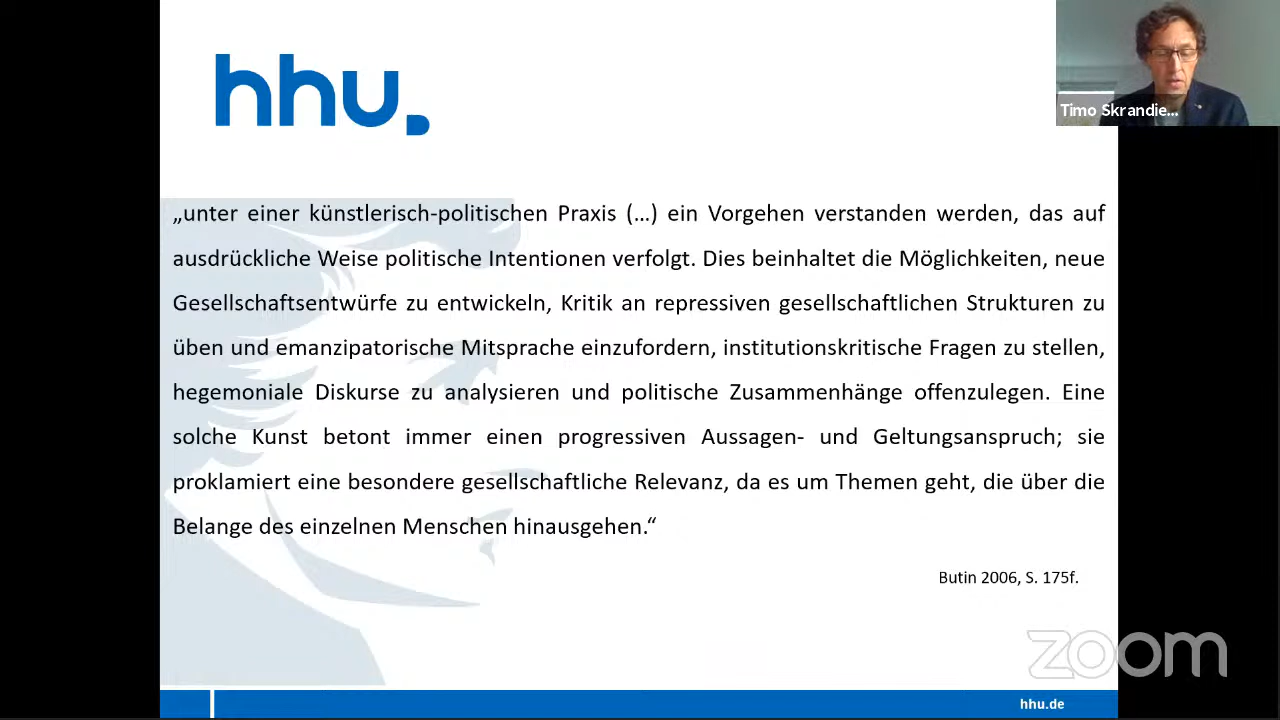 hhu.
Timo Skrandie...
„unter einer künstlerisch-politischen Praxis (…) ein Vorgehen verstanden werden, das auf
ausdrückliche Weise politische Intentionen verfolgt. Dies beinhaltet die Möglichkeiten, neue
Gesellschaftsentwürfe zu entwickeln, Kritik an repressiven gesellschaftlichen Strukturen zu
üben und emanzipatorische Mitsprache einzufordern, institutionskritische Fragen zu stellen,
hegemoniale Diskurse zu analysieren und politische Zusammenhänge offenzulegen. Eine
solche Kunst betont immer einen progressiven Aussagen- und Geltungsanspruch; sie
proklamiert eine besondere gesellschaftliche Relevanz, da es um Themen geht, die über die
Belange des einzelnen Menschen hinausgehen.“
Butin 2006, S. 175f.
zoom
hhu.de